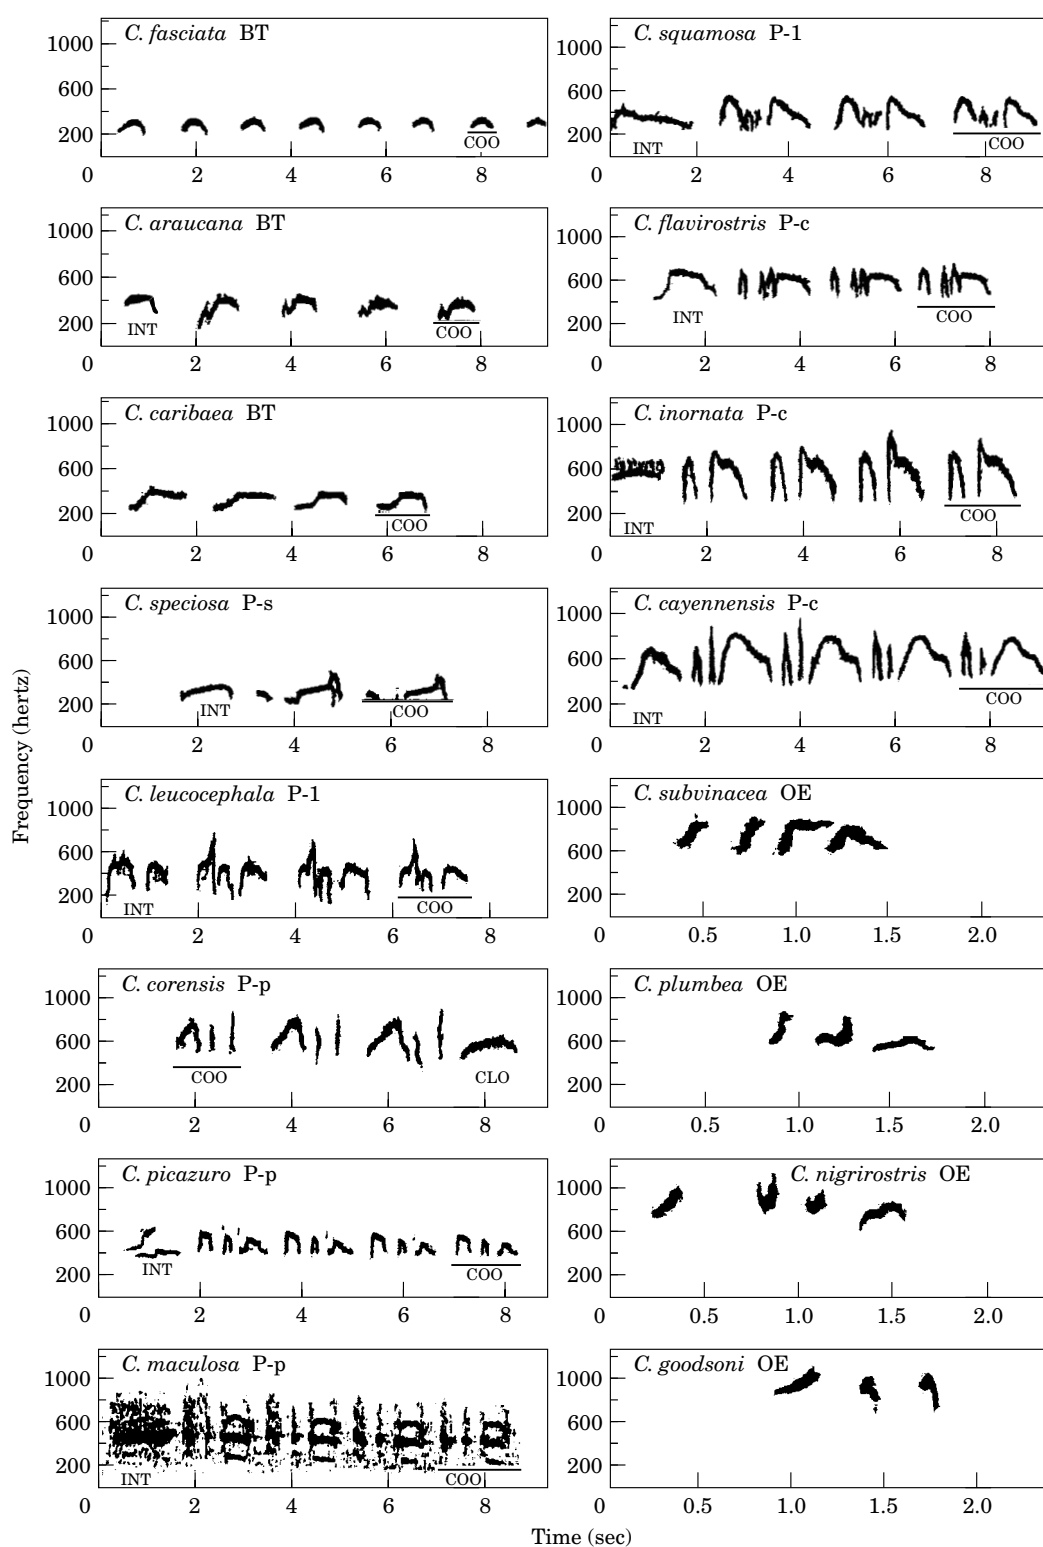 C. fasciata BT
1000
600
200
COO
0 2 4 6 8
C. squamosa P-1
1000
600
200
INT COO
0 2 4 6 8
C. araucana BT
1000
600
200
INT COO
0 2 4 6 8
C. flavirostris P-c
1000
600
200
INT COO
0 2 4 6 8
C. caribaea BT
1000
600
200
COO
0 2 4 6 8
C. inornata P-c
1000
600
200
INT COO
0 2 4 6 8
C. speciosa P-s
1000
600
200
INT COO
0 2 4 6 8
C. cayennensis P-c
1000
600
200
INT COO
0 2 4 6 8
Frequency (hertz)
C. leucocephala P-1
1000
600
200
INT COO
0 2 4 6 8
C. subvinacea OE
1000
600
200
0 0.5 1.0 1.5 2.0
C. corensis P-p
1000
600
200
COO CLO
0 2 4 6 8
C. plumbea OE
1000
600
200
0 0.5 1.0 1.5 2.0
C. picazuro P-p
1000
600
200
INT COO
0 2 4 6 8
C. nigrirostris OE
1000
600
200
0 0.5 1.0 1.5 2.0
C. maculosa P-p
1000
600
200
INT COO
0 2 4 6 8
C. goodsoni OE
1000
600
200
0 0.5 1.0 1.5 2.0
Time (sec)